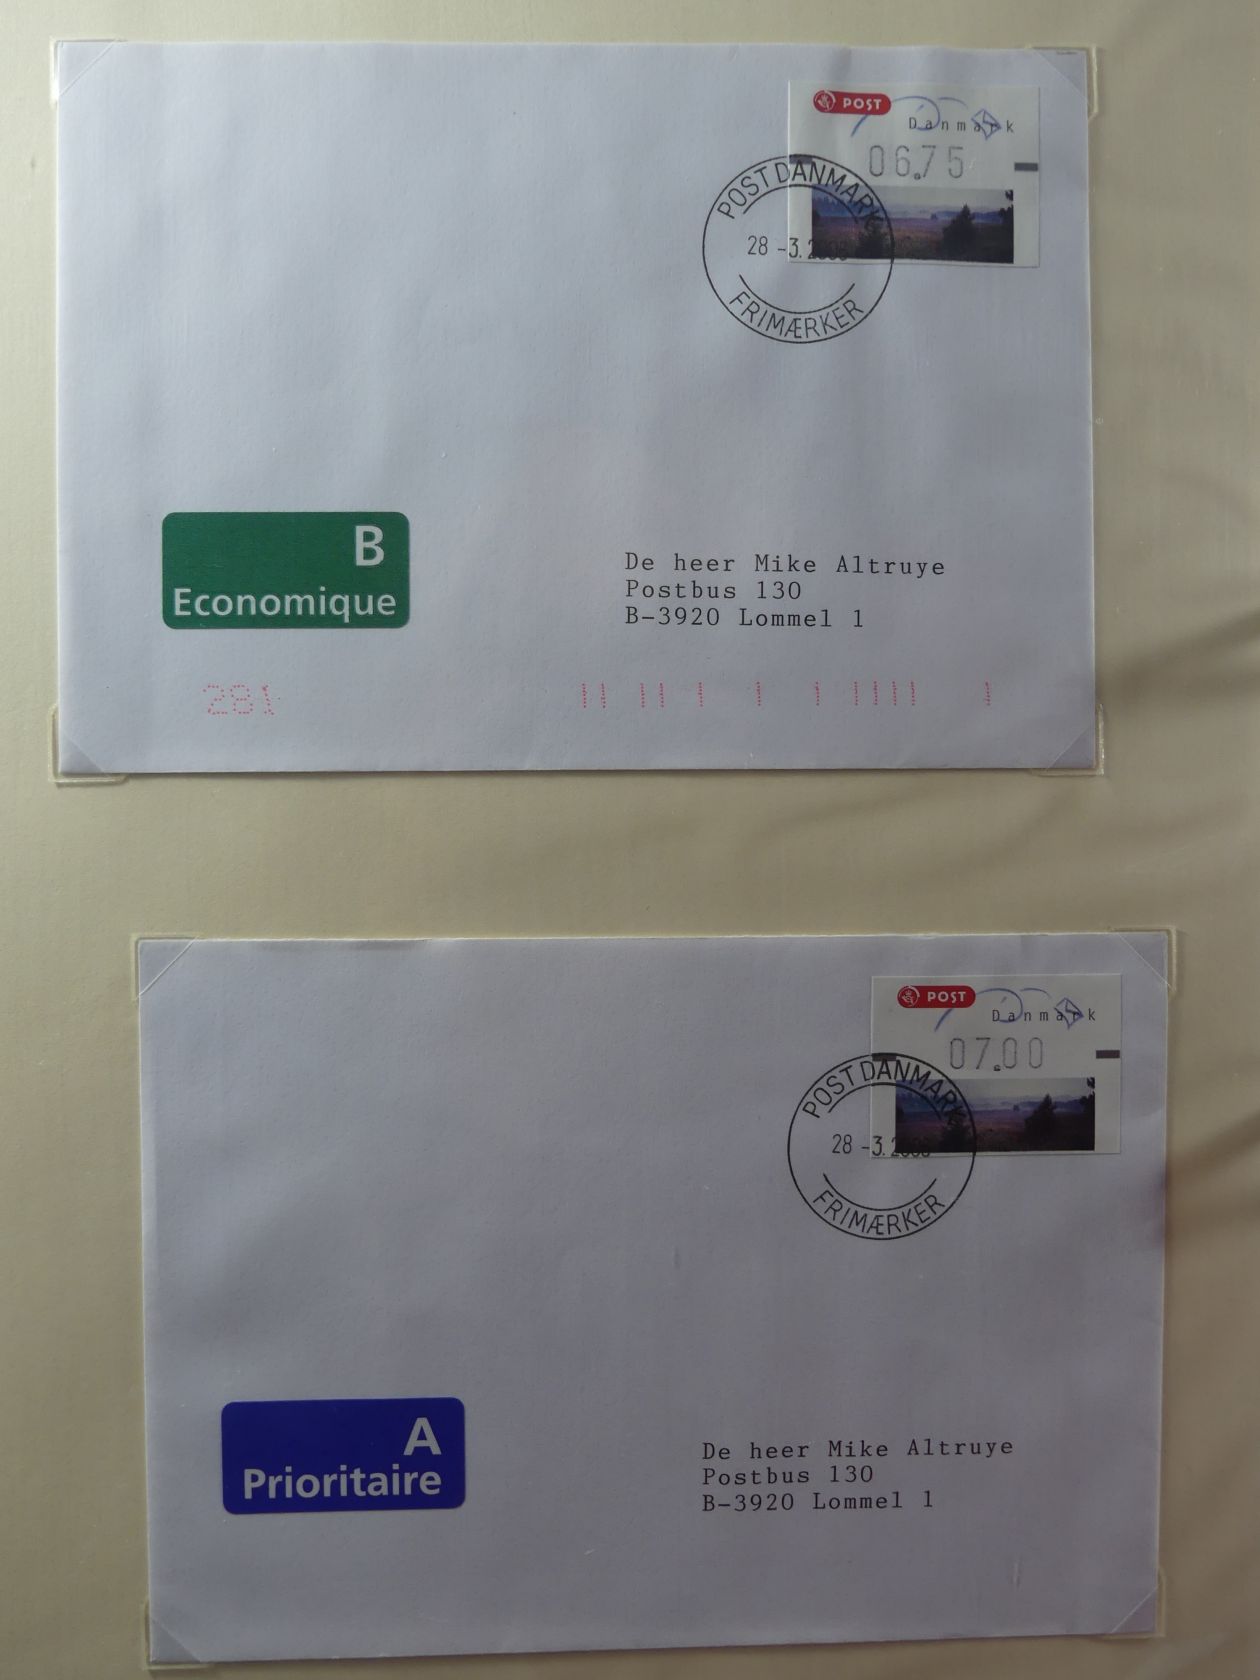 POST
Danmark
06.75
POST DANMARK
28 -3.
FRIMÆRKER
B
Economique
De heer Mike Altruye
Postbus 130
B-3920 Lommel 1
281
POST
Danmark
07.00
POST DANMARK
28 -3.
FRIMÆRKER
A
Prioritaire
De heer Mike Altruye
Postbus 130
B-3920 Lommel 1